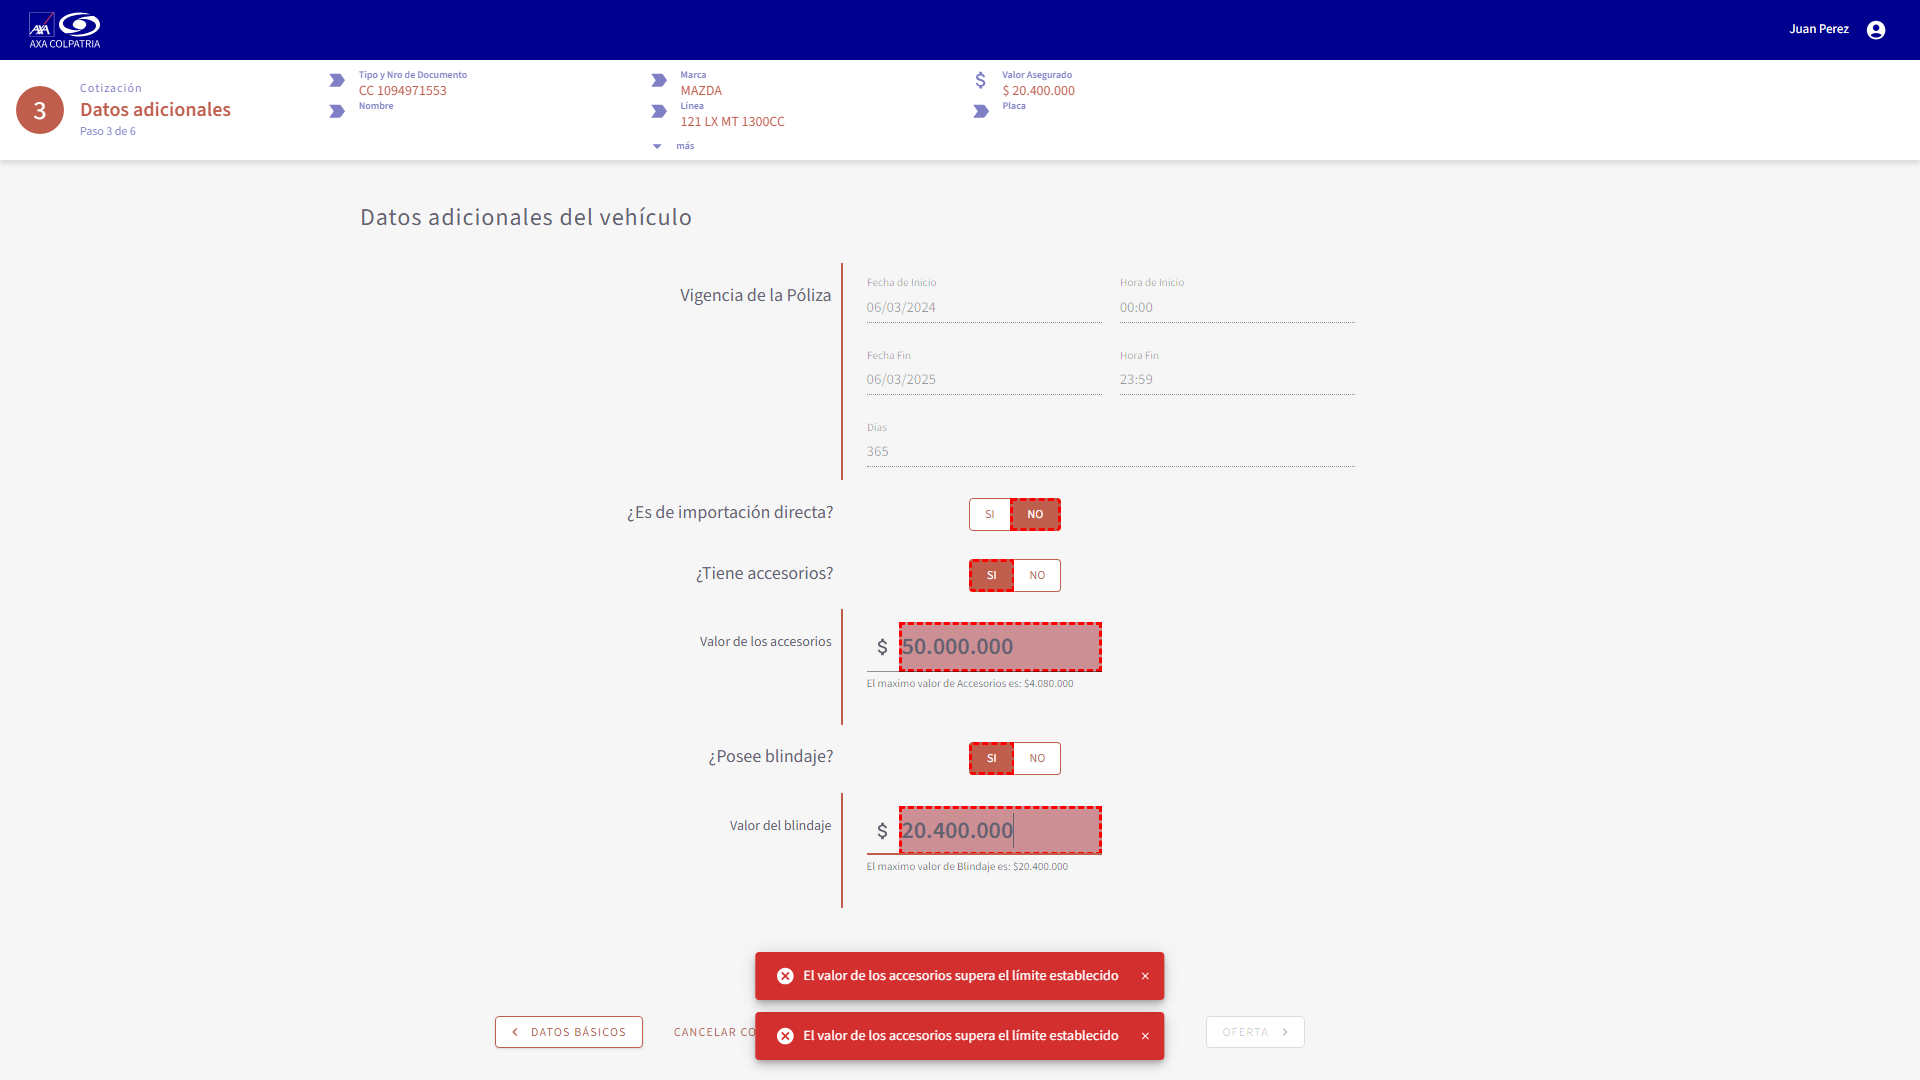 AXA
AXA COLPATRIA
Juan Perez
3
Cotización
Datos adicionales
Paso 3 de 6
Tipo y Nro de Documento
CC 1094971553
Nombre
Marca
MAZDA
Línea
121 LX MT 1300CC
más
$
Valor Asegurado
$ 20.400.000
Placa
Datos adicionales del vehículo
Vigencia de la Póliza
Fecha de Inicio
06/03/2024
Hora de Inicio
00:00
Fecha Fin
06/03/2025
Hora Fin
23:59
Días
365
¿Es de importación directa?
SI NO
¿Tiene accesorios?
SI NO
Valor de los accesorios
$ 50.000.000
El maximo valor de Accesorios es: $4.080.000
¿Posee blindaje?
SI NO
Valor del blindaje
$ 20.400.000
El maximo valor de Blindaje es: $20.400.000
El valor de los accesorios supera el límite establecido ×
DATOS BÁSICOS
CANCELAR CO
El valor de los accesorios supera el límite establecido ×
OFERTA